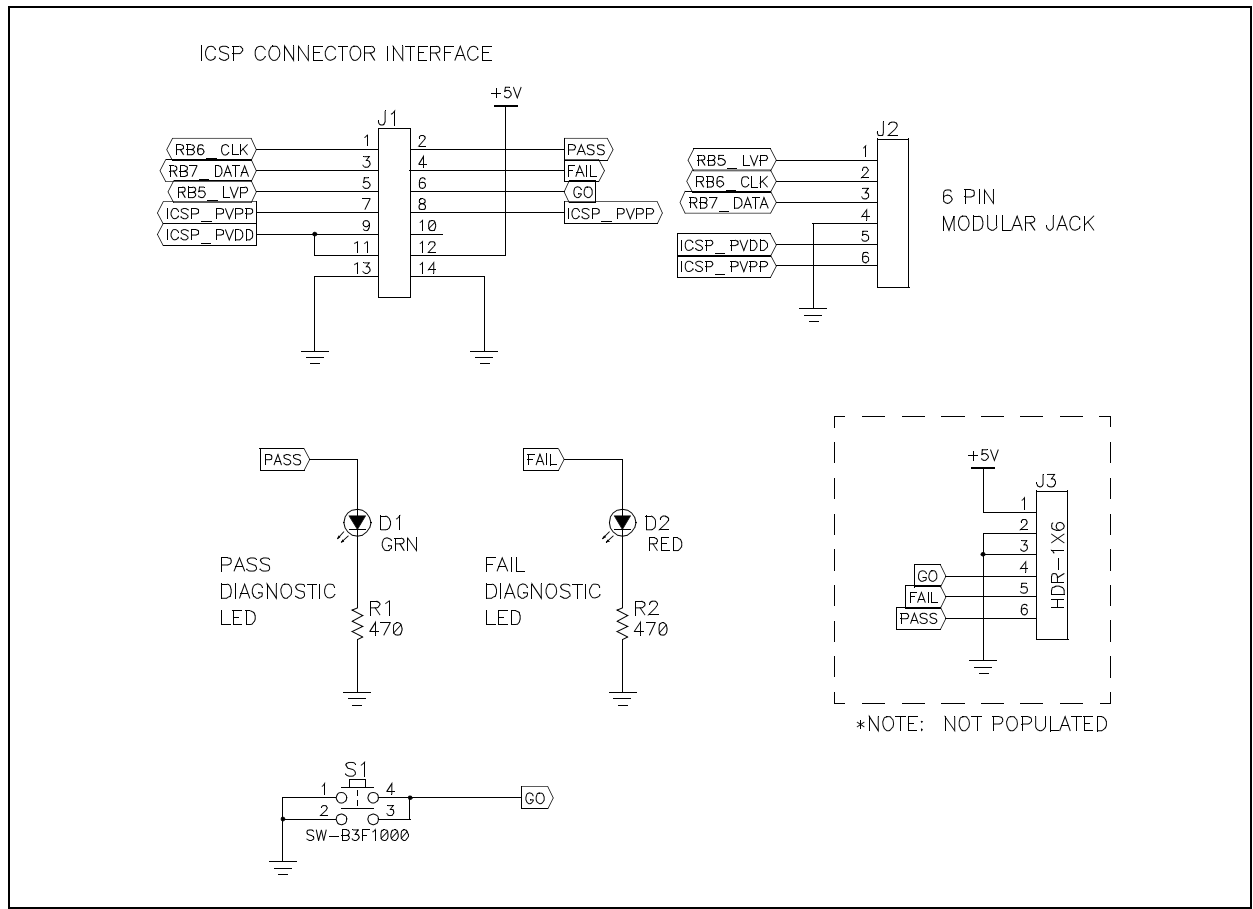 ICSP CONNECTOR INTERFACE
+5V
J1
RB6_CLK 1 2 PASS
RB7_DATA 3 4 FAIL
RB5_LVP 5 6 GO
ICSP_PVPP 7 8 ICSP_PVPP
ICSP_PVDD 9 10
11 12
13 14
J2
RB5_LVP 1
RB6_CLK 2
RB7_DATA 3
4
ICSP_PVDD 5
ICSP_PVPP 6
6 PIN
MODULAR JACK
PASS
D1
GRN
PASS
DIAGNOSTIC
LED
R1
470
FAIL
D2
RED
FAIL
DIAGNOSTIC
LED
R2
470
+5V
J3
1
2
3
GO 4
FAIL 5
PASS 6
HDR-1X6
*NOTE: NOT POPULATED
S1
1 4 GO
2 3
SW-B3F1000